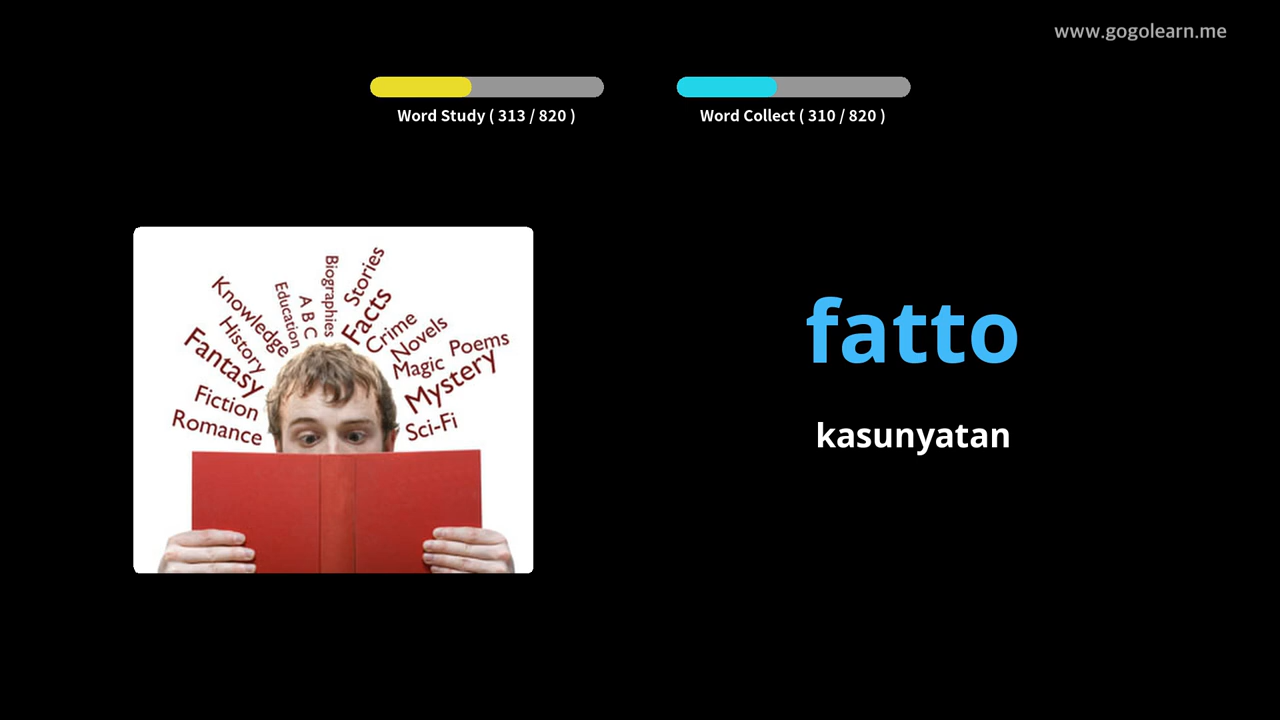 www.gogolearn.me
Word Study ( 313 / 820 )
Word Collect ( 310 / 820 )
Biographies
Stories
Education
A B C
Facts
Knowledge
Crime
History
Novels
Fantasy
Magic
Poems
Mystery
Fiction
Romance
Sci-Fi
fatto
kasunyatan